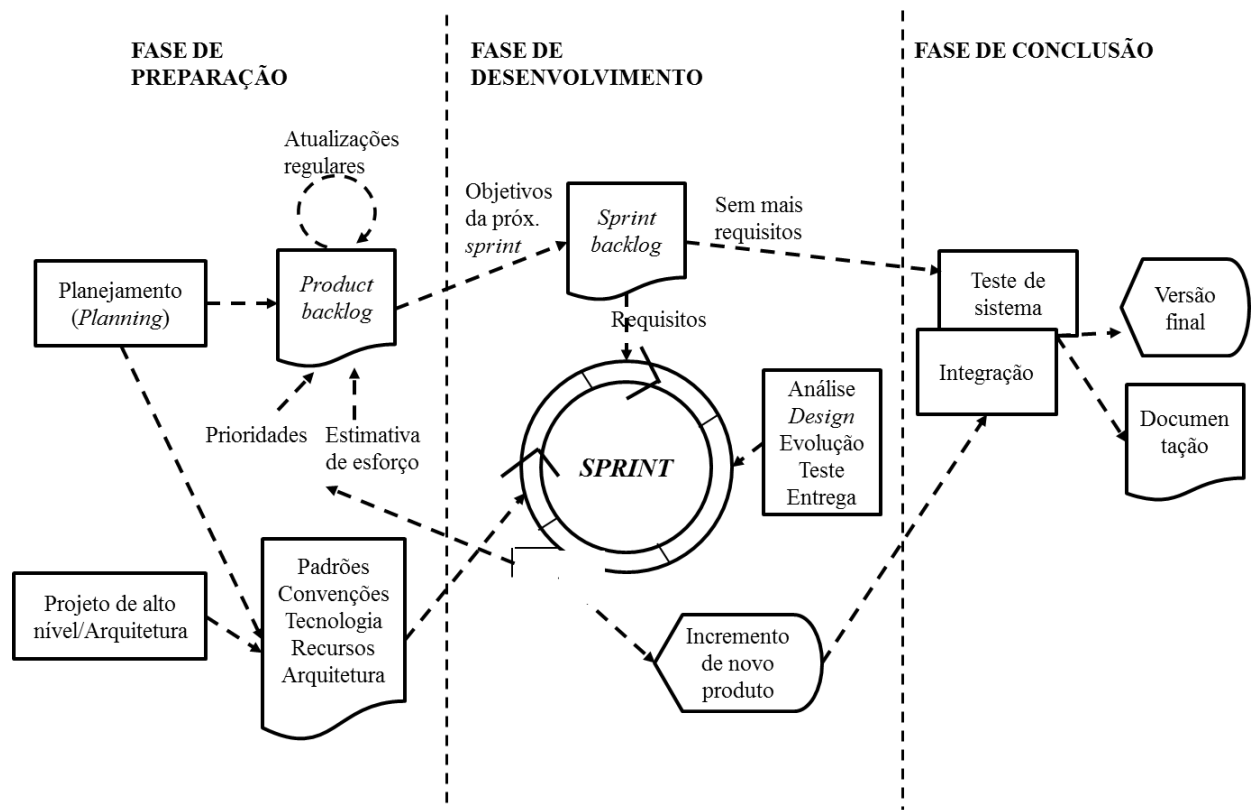 FASE DE
PREPARAÇÃO
FASE DE
DESENVOLVIMENTO
FASE DE CONCLUSÃO
Atualizações
regulares
Planejamento
(Planning)
Product
backlog
Prioridades
Estimativa
de esforço
Projeto de alto
nível/Arquitetura
Padrões
Convenções
Tecnologia
Recursos
Arquitetura
Objetivos
da próx.
sprint
Sprint
backlog
Sem mais
requisitos
Requisitos
SPRINT
Análise
Design
Evolução
Teste
Entrega
Incremento
de novo
produto
Teste de
sistema
Integração
Versão
final
Documen
tação